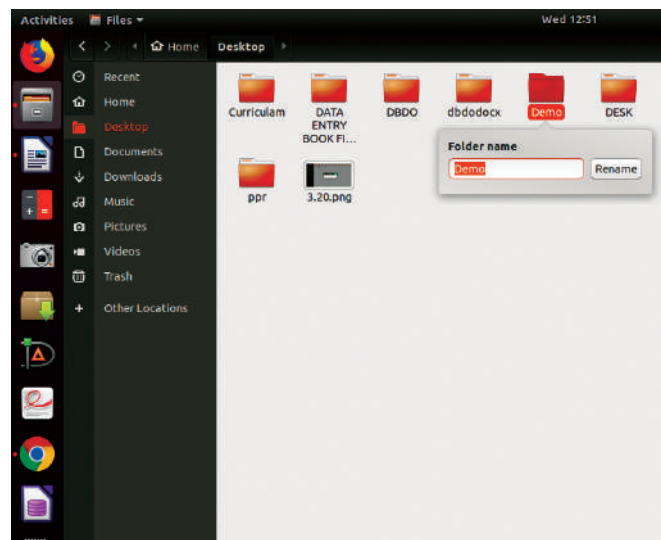 Activities Files Wed 12:51
Home Desktop
Recent
Home
Desktop
Documents
Downloads
Music
Pictures
Videos
Trash
Other Locations
Curriculam
DATA
ENTRY
BOOK FI...
DBDO
dbdodocx
Demo
DESK
ppr
3.20.png
Folder name
Demo Rename